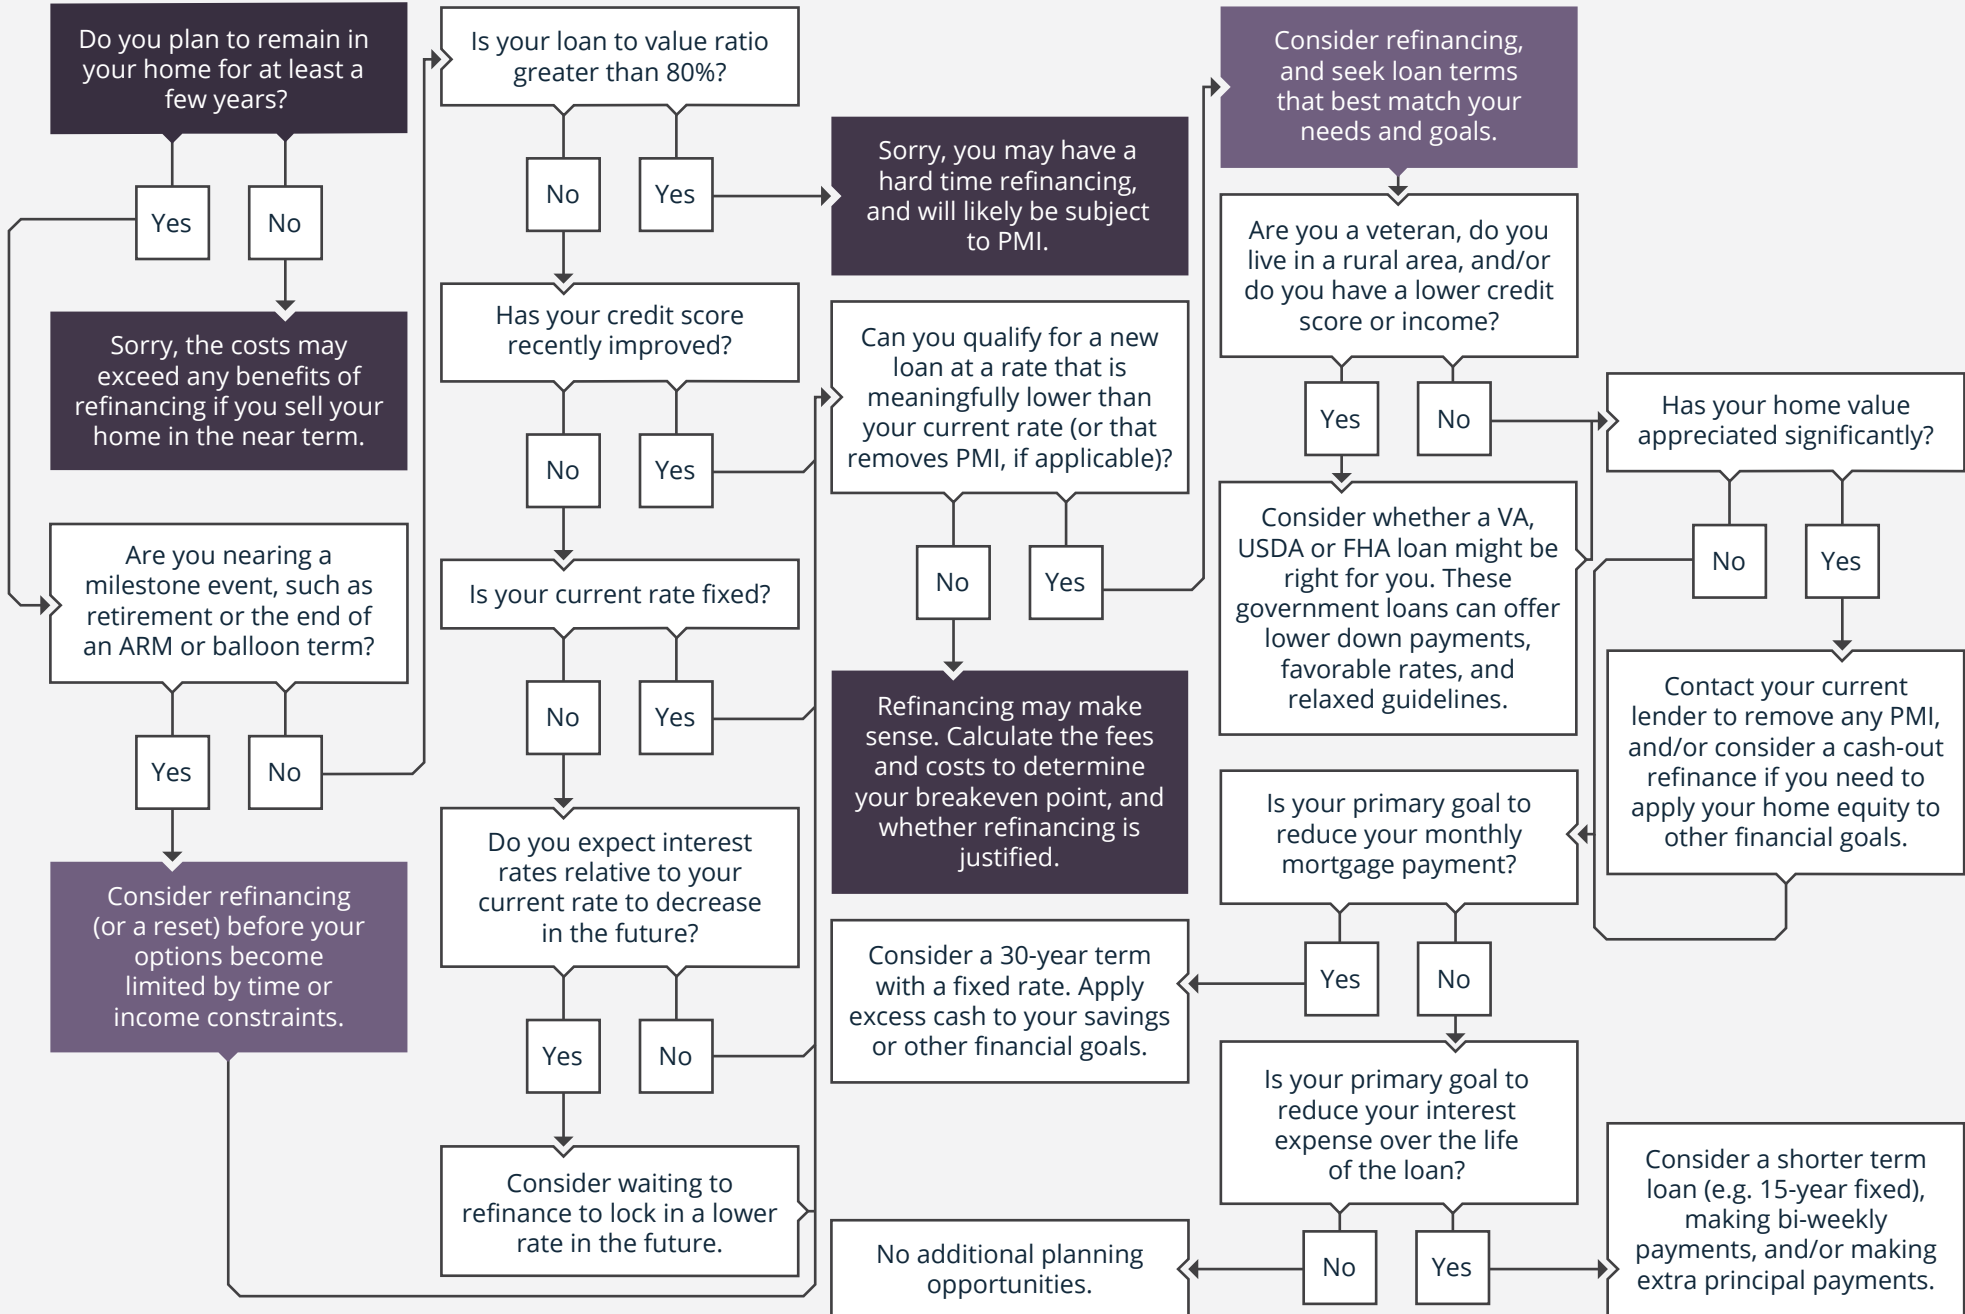 Do you plan to remain in
your home for at least a
few years?
Yes
No
Sorry, the costs may
exceed any benefits of
refinancing if you sell your
home in the near term.
Are you nearing a
milestone event, such as
retirement or the end of
an ARM or balloon term?
Yes
No
Consider refinancing
(or a reset) before your
options become
limited by time or
income constraints.
Is your loan to value ratio
greater than 80%?
No
Yes
Has your credit score
recently improved?
No
Yes
Is your current rate fixed?
No
Yes
Do you expect interest
rates relative to your
current rate to decrease
in the future?
Yes
No
Consider waiting to
refinance to lock in a lower
rate in the future.
Sorry, you may have a
hard time refinancing,
and will likely be subject
to PMI.
Can you qualify for a new
loan at a rate that is
meaningfully lower than
your current rate (or that
removes PMI, if applicable)?
No
Yes
Refinancing may make
sense. Calculate the fees
and costs to determine
your breakeven point, and
whether refinancing is
justified.
Consider a 30-year term
with a fixed rate. Apply
excess cash to your savings
or other financial goals.
No additional planning
opportunities.
Consider refinancing,
and seek loan terms
that best match your
needs and goals.
Are you a veteran, do you
live in a rural area, and/or
do you have a lower credit
score or income?
Yes
No
Consider whether a VA,
USDA or FHA loan might be
right for you. These
government loans can offer
lower down payments,
favorable rates, and
relaxed guidelines.
Is your primary goal to
reduce your monthly
mortgage payment?
Yes
No
Is your primary goal to
reduce your interest
expense over the life
of the loan?
No
Yes
Has your home value
appreciated significantly?
No
Yes
Contact your current
lender to remove any PMI,
and/or consider a cash-out
refinance if you need to
apply your home equity to
other financial goals.
Consider a shorter term
loan (e.g. 15-year fixed),
making bi-weekly
payments, and/or making
extra principal payments.